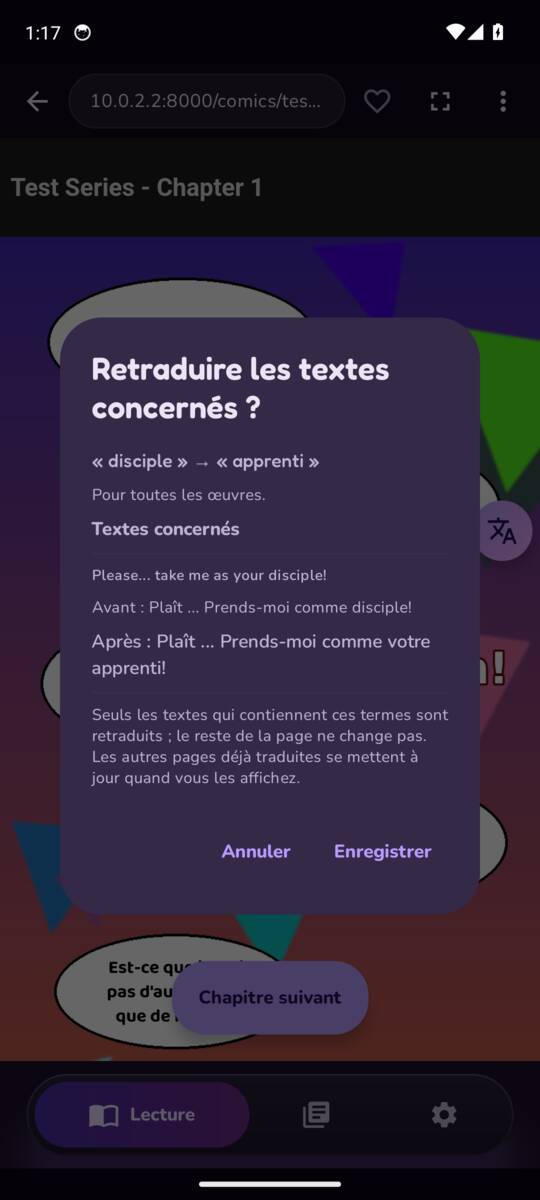 1:17
10.0.2.2:8000/comics/tes...
Test Series - Chapter 1
Retraduire les textes
concernés ?
« disciple » → « apprenti »
Pour toutes les œuvres.
Textes concernés
Please... take me as your disciple!
Avant : Plaît ... Prends-moi comme disciple!
Après : Plaît ... Prends-moi comme votre
apprenti!
Seuls les textes qui contiennent ces termes sont
retraduits ; le reste de la page ne change pas.
Les autres pages déjà traduites se mettent à
jour quand vous les affichez.
Annuler
Enregistrer
Est-ce
pas
que de
Chapitre suivant
Lecture